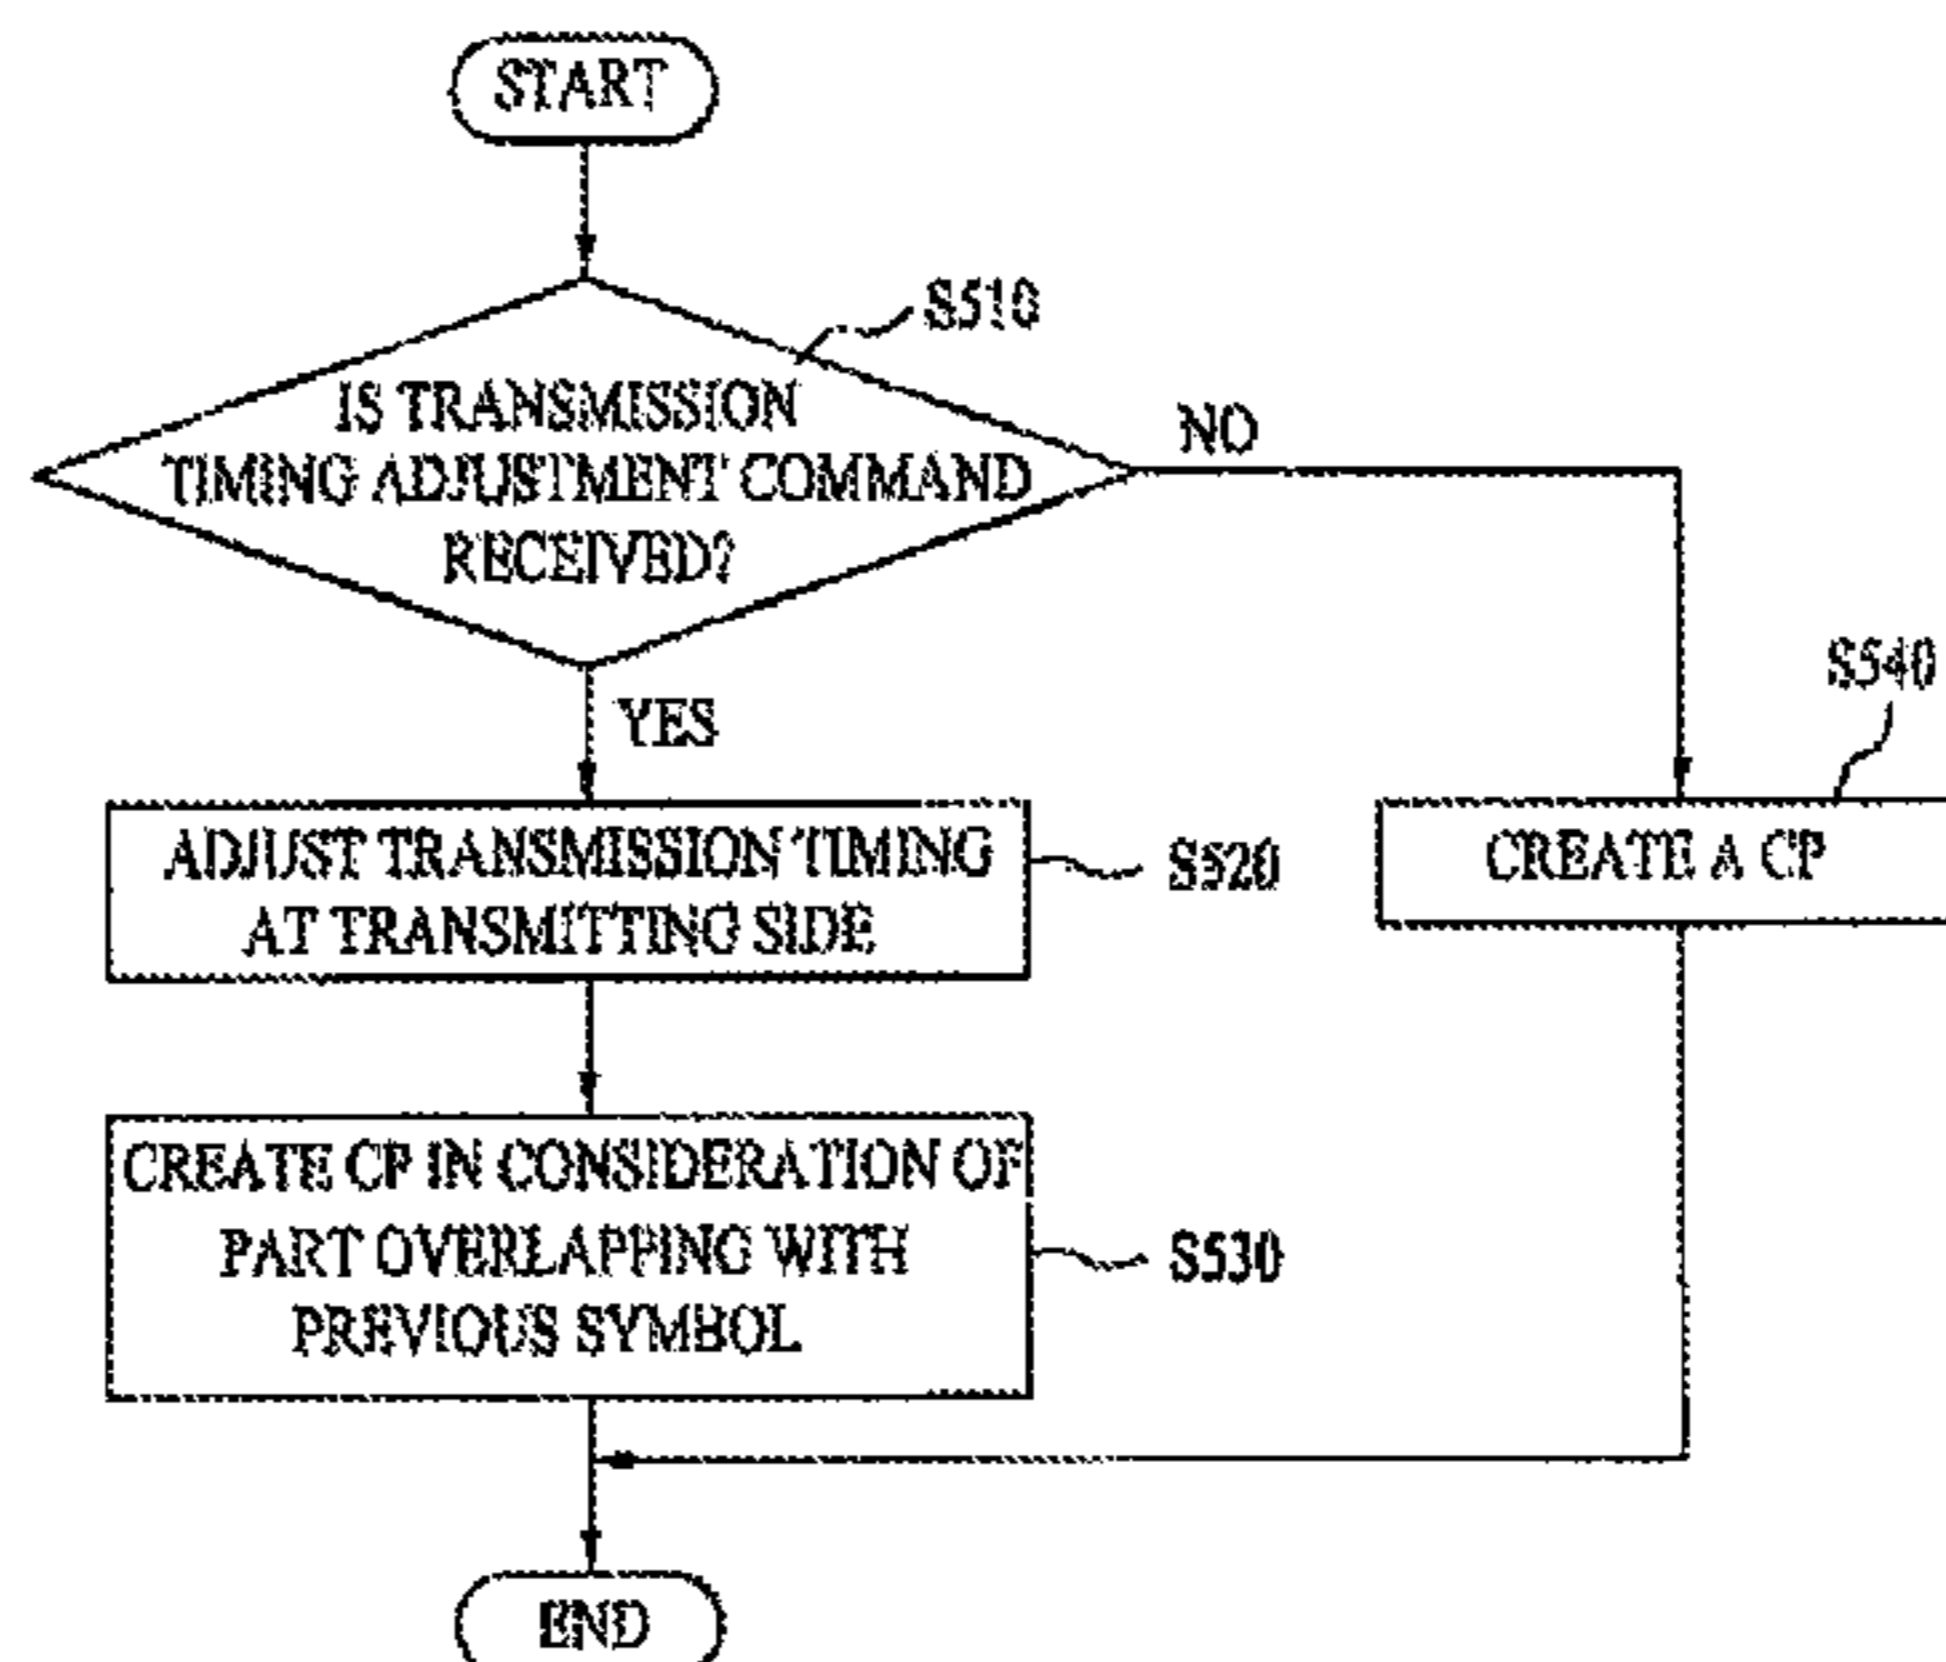 START
S510
IS TRANSMISSION
TIMING ADJUSTMENT COMMAND
RECEIVED?
NO
YES
S540
ADJUST TRANSMISSION TIMING
AT TRANSMITTING SIDE
S520
CREATE A CP
CREATE CP IN CONSIDERATION OF
PART OVERLAPPING WITH
PREVIOUS SYMBOL
S530
END